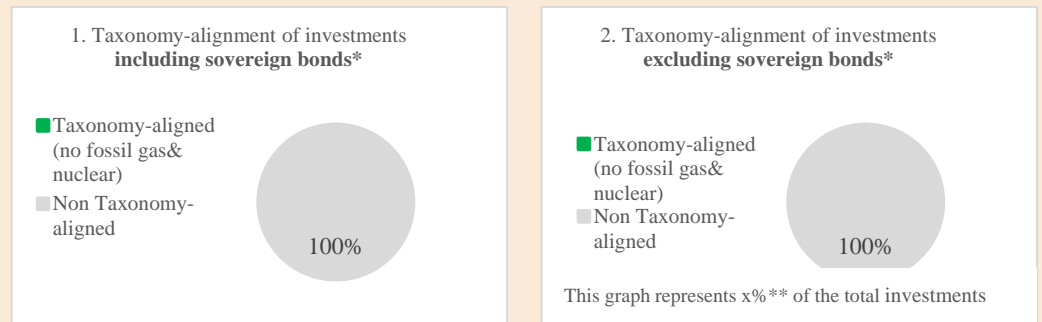 1. Taxonomy-alignment of investments
including sovereign bonds*
Taxonomy-aligned
(no fossil gas&
nuclear)
Non Taxonomy-
aligned
100%
2. Taxonomy-alignment of investments
excluding sovereign bonds*
Taxonomy-aligned
(no fossil gas&
nuclear)
Non Taxonomy-
aligned
100%
This graph represents x%** of the total investments